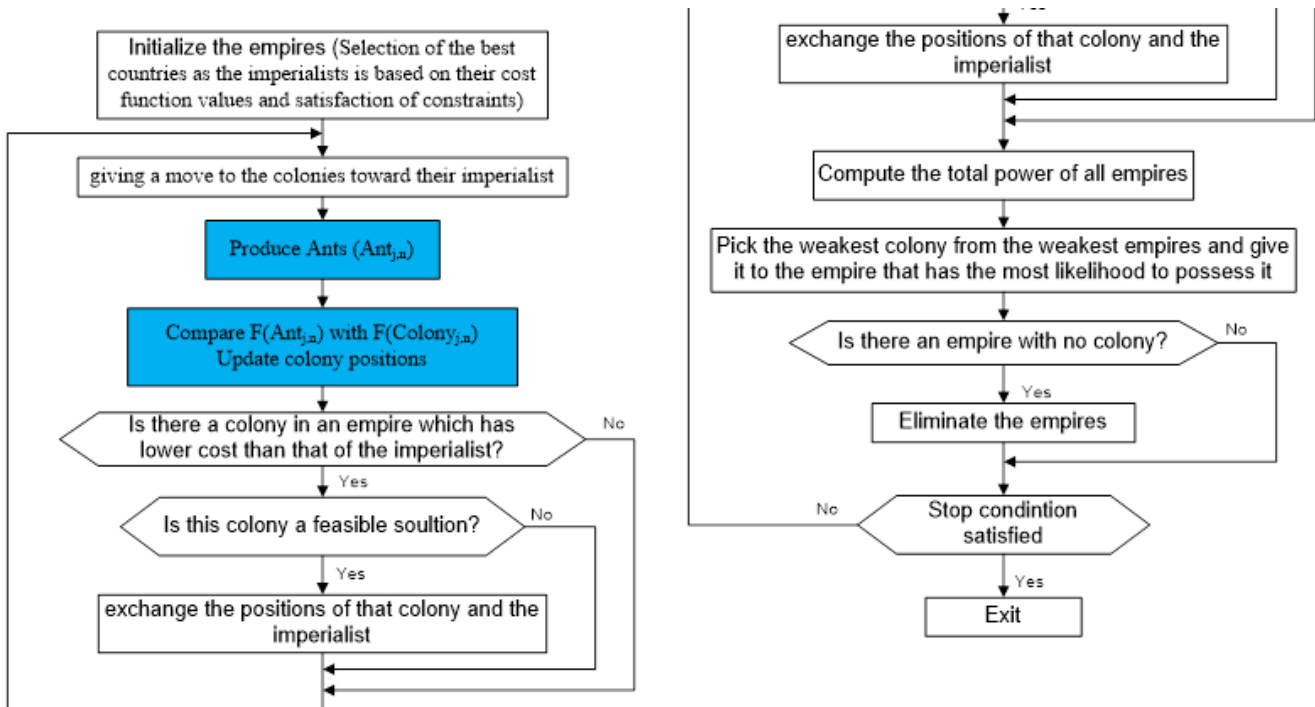 Initialize the empires (Selection of the best
countries as the imperialists is based on their cost
function values and satisfaction of constraints)
giving a move to the colonies toward their imperialist
Produce Ants (Antj,n)
Compare F(Antj,n) with F(Colonyj,n)
Update colony positions
Is there a colony in an empire which has
lower cost than that of the imperialist?
No
Yes
Is this colony a feasible soultion?
No
Yes
exchange the positions of that colony and the
imperialist
Yes
exchange the positions of that colony and the
imperialist
Compute the total power of all empires
Pick the weakest colony from the weakest empires and give
it to the empire that has the most likelihood to possess it
Is there an empire with no colony?
No
Yes
Eliminate the empires
No
Stop condintion
satisfied
Yes
Exit